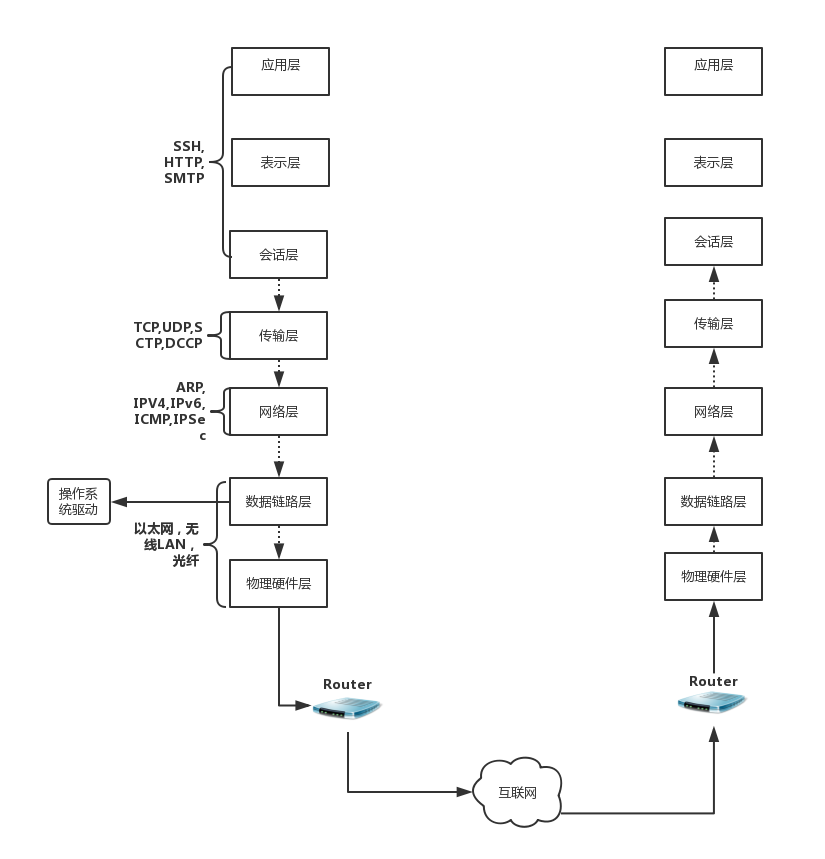 应用层
SSH,
HTTP,
SMTP
表示层
会话层
TCP,UDP,S
CTP,DCCP
传输层
ARP,
IPV4,IPv6,
ICMP,IPSe
c
网络层
操作系
统驱动
数据链路层
以太网，无
线LAN，
光纤
物理硬件层
Router
互联网
应用层
表示层
会话层
传输层
网络层
数据链路层
物理硬件层
Router